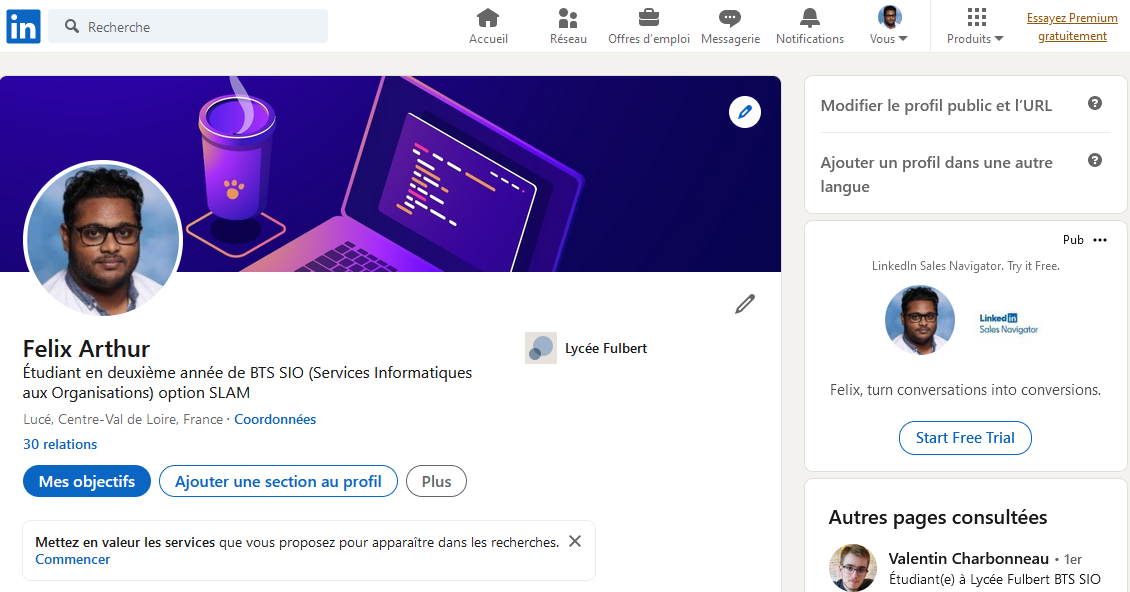 in
Recherche
Accueil
Réseau
Offres d'emploi
Messagerie
Notifications
Vous
Produits
Essayez Premium
gratuitement
Felix Arthur
Étudiant en deuxième année de BTS SIO (Services Informatiques
aux Organisations) option SLAM
Lucé, Centre-Val de Loire, France · Coordonnées
30 relations
Lycée Fulbert
Mes objectifs
Ajouter une section au profil
Plus
Mettez en valeur les services que vous proposez pour apparaître dans les recherches.
Commencer
Modifier le profil public et l'URL
Ajouter un profil dans une autre
langue
Pub
LinkedIn Sales Navigator. Try it Free.
Linked in
Sales Navigator
Felix, turn conversations into conversions.
Start Free Trial
Autres pages consultées
Valentin Charbonneau • 1er
Étudiant(e) à Lycée Fulbert BTS SIO